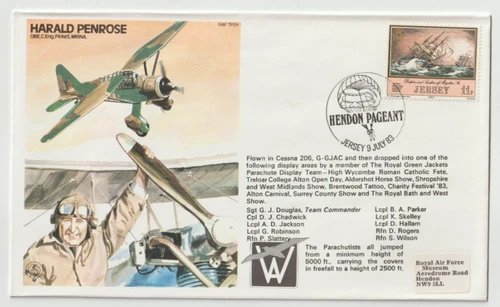 HARALD PENROSE
OBE, C.Eng, FRAeS, MRINA.
RAF TP29
JERSEY
11p
HENDON PAGEANT
JERSEY 9 JULY 83
Flown in Cessna 206, G-GJAC and then dropped into one of
the following display areas by a member of The Royal Green Jackets
Parachute Display Team - High Wycombe Roman Catholic Fete,
Treloar College Alton Open Day, Aldershot Horse Show, Shropshire
and West Midlands Show, Brentwood Tattoo, Charity Festival '83,
Alton Carnival, Surrey County Show and The Royal Bath and West
Show.
Sgt G. J. Douglas, Team Commander
Cpl D. J. Chadwick
Lcpl A. D. Jackson
Lcpl G. Robinson
Rfn P. Slattery
Lcpl B. A. Parker
Lcpl K. Skelley
Lcpl D. Hallam
Rfn D. Rogers
Rfn S. Wilson
The Parachutists all jumped
from a minimum height of
6000 ft., carrying the covers
in freefall to a height of 2500 ft.
W
Royal Air Force
Museum
Aerodrome Road
Hendon
NW9 5LL